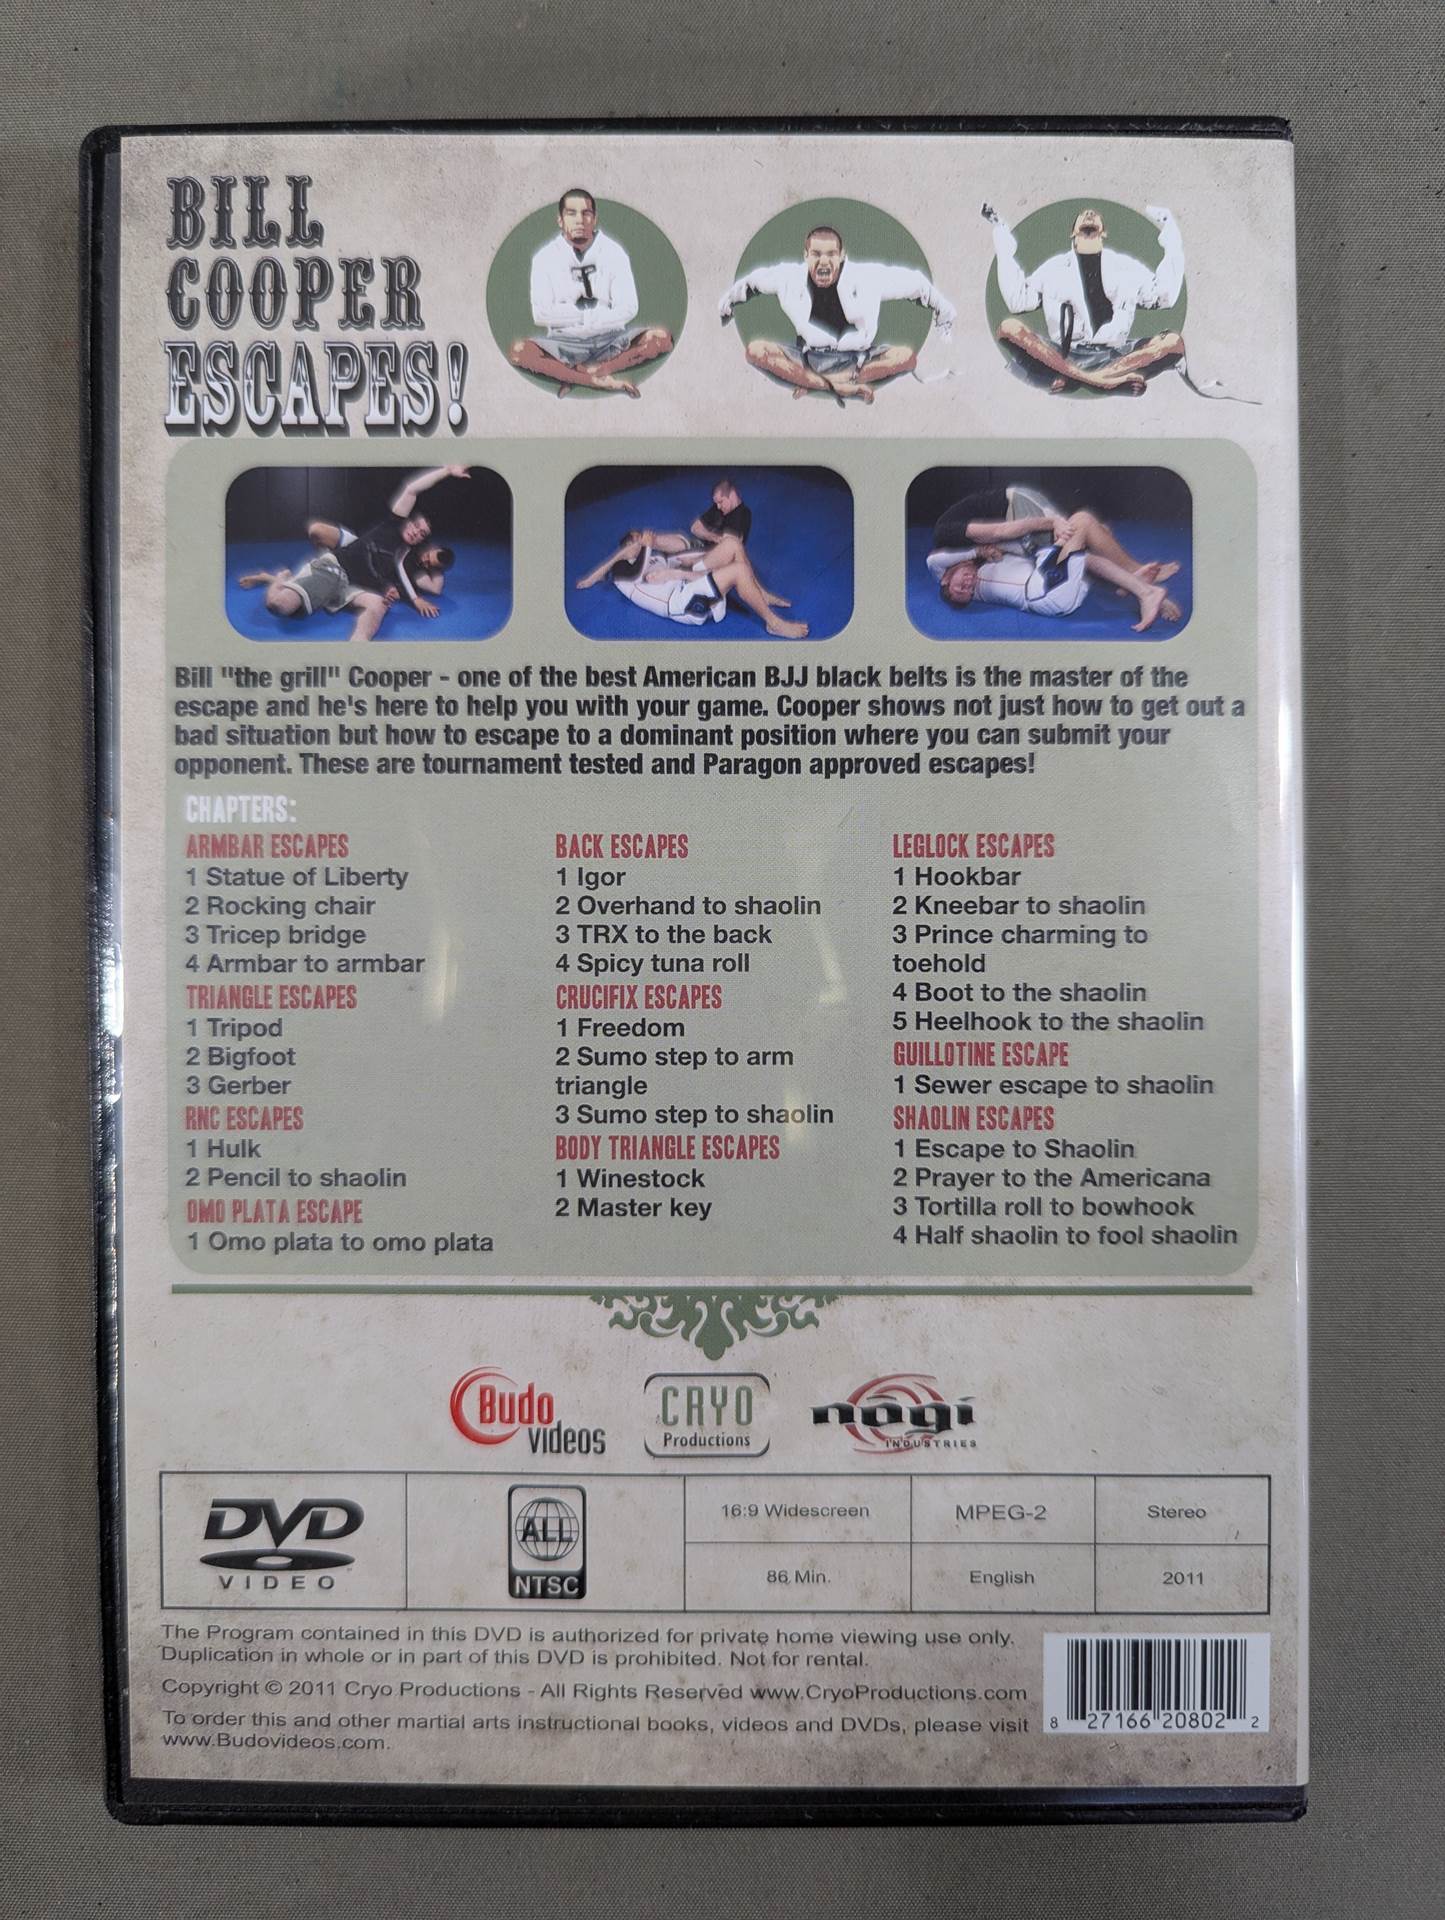 BILL
COOPER
ESCAPES!
Bill "the grill" Cooper - one of the best American BJJ black belts is the master of the
escape and he's here to help you with your game. Cooper shows not just how to get out a
bad situation but how to escape to a dominant position where you can submit your
opponent. These are tournament tested and Paragon approved escapes!
CHAPTERS:
ARMBAR ESCAPES
1 Statue of Liberty
2 Rocking chair
3 Tricep bridge
4 Armbar to armbar
TRIANGLE ESCAPES
1 Tripod
2 Bigfoot
3 Gerber
RNC ESCAPES
1 Hulk
2 Pencil to shaolin
OMO PLATA ESCAPE
1 Omo plata to omo plata
BACK ESCAPES
1 Igor
2 Overhand to shaolin
3 TRX to the back
4 Spicy tuna roll
CRUCIFIX ESCAPES
1 Freedom
2 Sumo step to arm
triangle
3 Sumo step to shaolin
BODY TRIANGLE ESCAPES
1 Winestock
2 Master key
LEGLOCK ESCAPES
1 Hookbar
2 Kneebar to shaolin
3 Prince charming to
toehold
4 Boot to the shaolin
5 Heelhook to the shaolin
GUILLOTINE ESCAPE
1 Sewer escape to shaolin
SHAOLIN ESCAPES
1 Escape to Shaolin
2 Prayer to the Americana
3 Tortilla roll to bowhook
4 Half shaolin to fool shaolin
Budo
videos
CRYO
Productions
nōgi
INDUSTRIES
DVD
VIDEO
ALL
NTSC
16:9 Widescreen
MPEG-2
Stereo
86 Min.
English
2011
The Program contained in this DVD is authorized for private home viewing use only.
Duplication in whole or in part of this DVD is prohibited. Not for rental.
Copyright © 2011 Cryo Productions - All Rights Reserved www.CryoProductions.com
To order this and other martial arts instructional books, videos and DVDs, please visit
www.Budovideos.com.
8 27166 20802 2